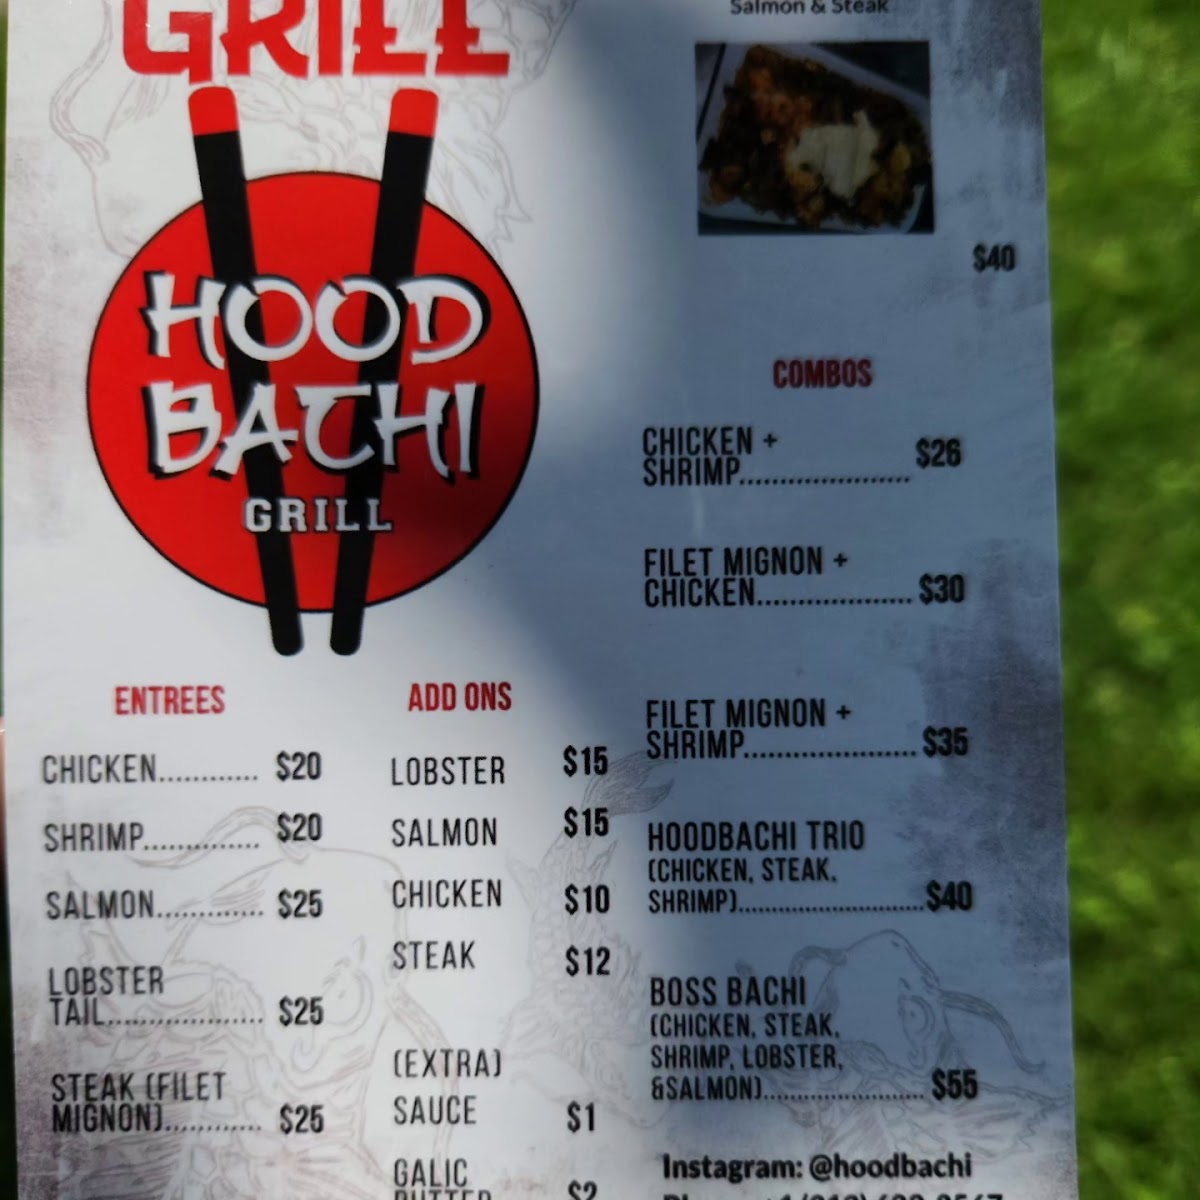 GRILL
HOOD
BACHI
GRILL
ENTREES
CHICKEN............ $20
SHRIMP.............. $20
SALMON............. $25
LOBSTER
TAIL................... $25
STEAK (FILET
MIGNON)............ $25
ADD ONS
LOBSTER $15
SALMON $15
CHICKEN $10
STEAK $12
(EXTRA)
SAUCE $1
GALIC
BUTTER $2
Salmon & Steak
$40
COMBOS
CHICKEN +
SHRIMP..................... $26
FILET MIGNON +
CHICKEN................... $30
FILET MIGNON +
SHRIMP..................... $35
HOODBACHI TRIO
(CHICKEN, STEAK,
SHRIMP)............................ $40
BOSS BACHI
(CHICKEN, STEAK,
SHRIMP, LOBSTER,
&SALMON)........................ $55
Instagram: @hoodbachi